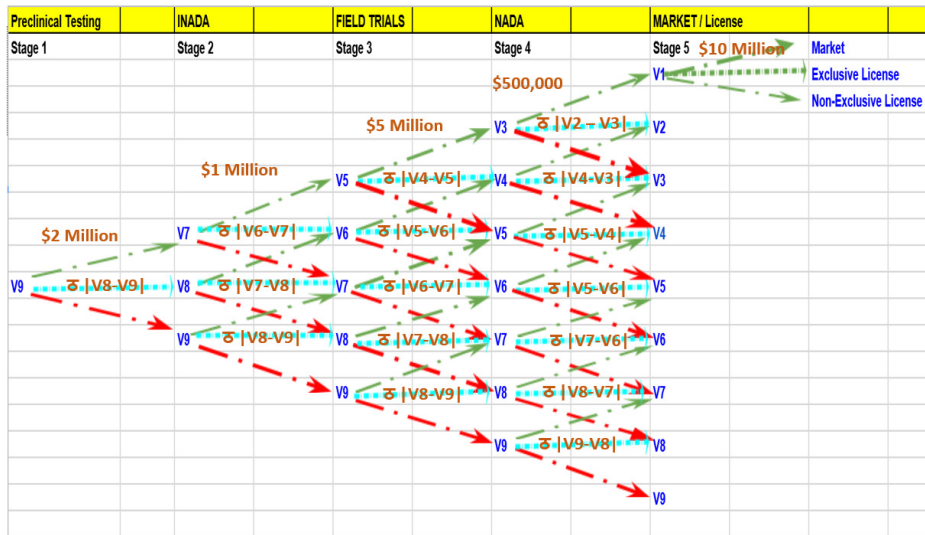 Preclinical Testing INADA FIELD TRIALS NADA MARKET / License
Stage 1 Stage 2 Stage 3 Stage 4 Stage 5 $10 Million Market
V1 Exclusive License
$500,000
Non-Exclusive License
$5 Million V3 |V2 – V3| V2
$1 Million V5 |V4-V5| V4 |V4-V3| V3
V7 |V6-V7| V6 |V5-V6| V5 |V5-V4| V4
$2 Million
V9 |V8-V9| V8 |V7-V8| V7 |V6-V7| V6 |V5-V6| V5
V9 |V8-V9| V8 |V7-V8| V7 |V7-V6| V6
V9 |V8-V9| V8 |V8-V7| V7
V9 |V9-V8| V8
V9